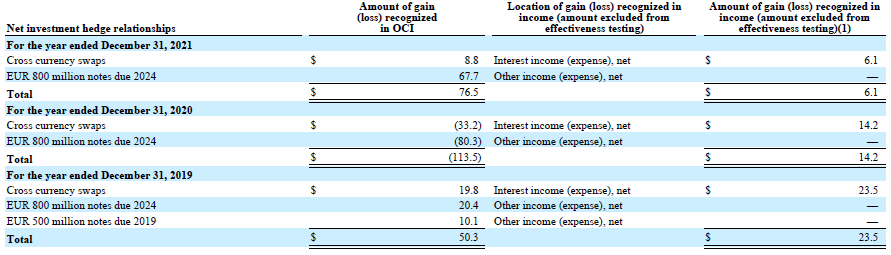 Net investment hedge relationships Amount of gain (loss) recognized in OCI Location of gain (loss) recognized in income (amount excluded from effectiveness testing) Amount of gain (loss) recognized in income (amount excluded from effectiveness testing)(1)
For the year ended December 31, 2021
Cross currency swaps $ 8.8 Interest income (expense), net $ 6.1
EUR 800 million notes due 2024 67.7 Other income (expense), net —
Total $ 76.5 $ 6.1
For the year ended December 31, 2020
Cross currency swaps $ (33.2) Interest income (expense), net $ 14.2
EUR 800 million notes due 2024 (80.3) Other income (expense), net —
Total $ (113.5) $ 14.2
For the year ended December 31, 2019
Cross currency swaps $ 19.8 Interest income (expense), net $ 23.5
EUR 800 million notes due 2024 20.4 Other income (expense), net —
EUR 500 million notes due 2019 10.1 Other income (expense), net —
Total $ 50.3 $ 23.5